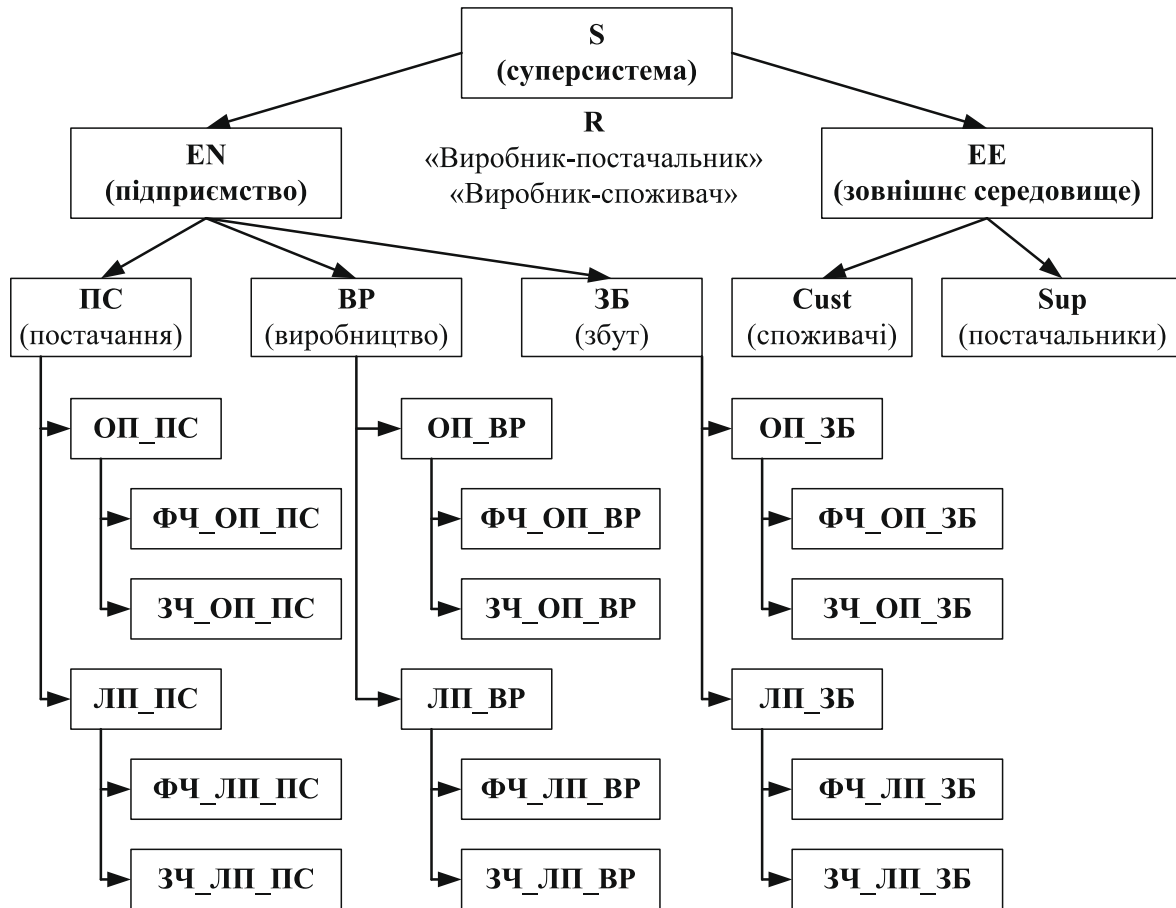 S
(суперсистема)
R
«Виробник-постачальник»
«Виробник-споживач»
EN
(підприємство)
EE
(зовнішнє середовище)
ПС
(постачання)
ВР
(виробництво)
ЗБ
(збут)
Cust
(споживачі)
Sup
(постачальники)
ОП_ПС
ОП_ВР
ОП_ЗБ
ФЧ_ОП_ПС
ФЧ_ОП_ВР
ФЧ_ОП_ЗБ
ЗЧ_ОП_ПС
ЗЧ_ОП_ВР
ЗЧ_ОП_ЗБ
ЛП_ПС
ЛП_ВР
ЛП_ЗБ
ФЧ_ЛП_ПС
ФЧ_ЛП_ВР
ФЧ_ЛП_ЗБ
ЗЧ_ЛП_ПС
ЗЧ_ЛП_ВР
ЗЧ_ЛП_ЗБ